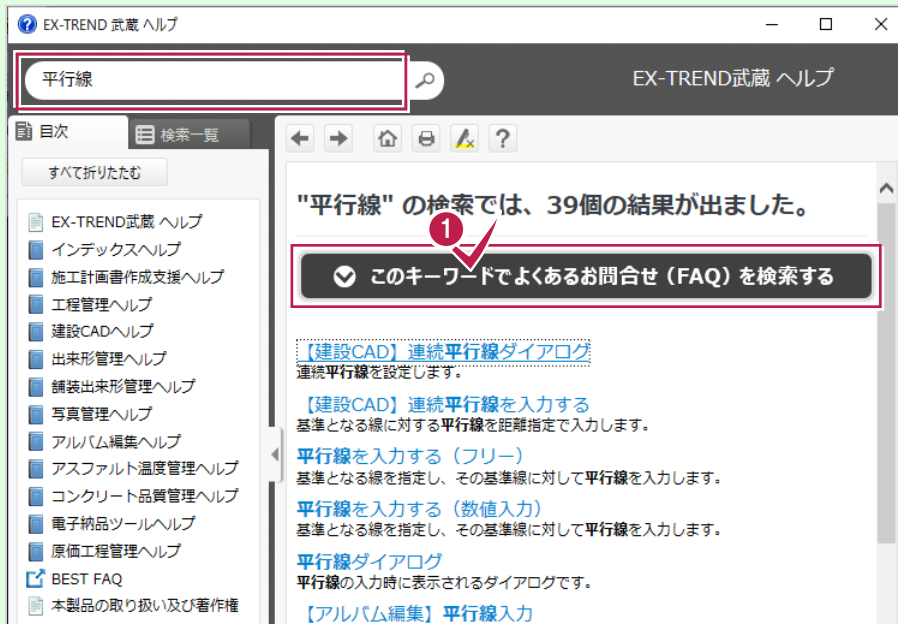 EX-TREND 武蔵 ヘルプ
平行線
EX-TREND武蔵 ヘルプ
目次
検索一覧
すべて折りたたむ
EX-TREND武蔵 ヘルプ
インデックスヘルプ
施工計画書作成支援ヘルプ
工程管理ヘルプ
建設CADヘルプ
出来形管理ヘルプ
舗装出来形管理ヘルプ
写真管理ヘルプ
アルバム編集ヘルプ
アスファルト温度管理ヘルプ
コンクリート品質管理ヘルプ
電子納品ツールヘルプ
原価工程管理ヘルプ
BEST FAQ
本製品の取り扱い及び著作権
?
"平行線" の検索では、39個の結果が出ました。
1
このキーワードでよくあるお問合せ（FAQ）を検索する
【建設CAD】連続平行線ダイアログ
連続平行線を設定します。
【建設CAD】連続平行線を入力する
基準となる線に対する平行線を距離指定で入力します。
平行線を入力する（フリー）
基準となる線を指定し、その基準線に対して平行線を入力します。
平行線を入力する（数値入力）
基準となる線を指定し、その基準線に対して平行線を入力します。
平行線ダイアログ
平行線の入力時に表示されるダイアログです。
【アルバム編集】平行線入力